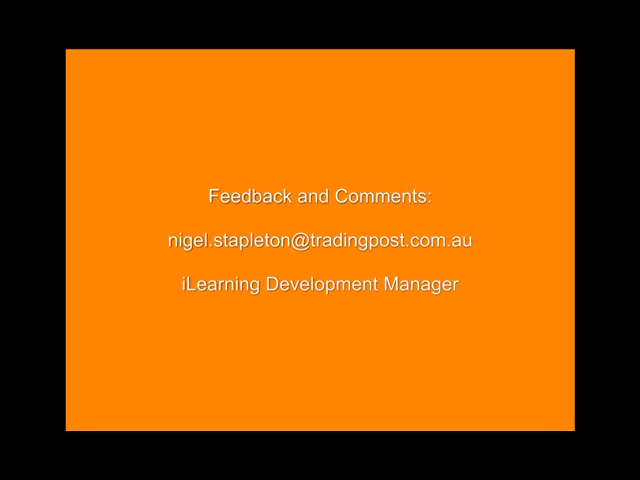 Feedback and Comments:
nigel.stapleton@tradingpost.com.au
iLearning Development Manager